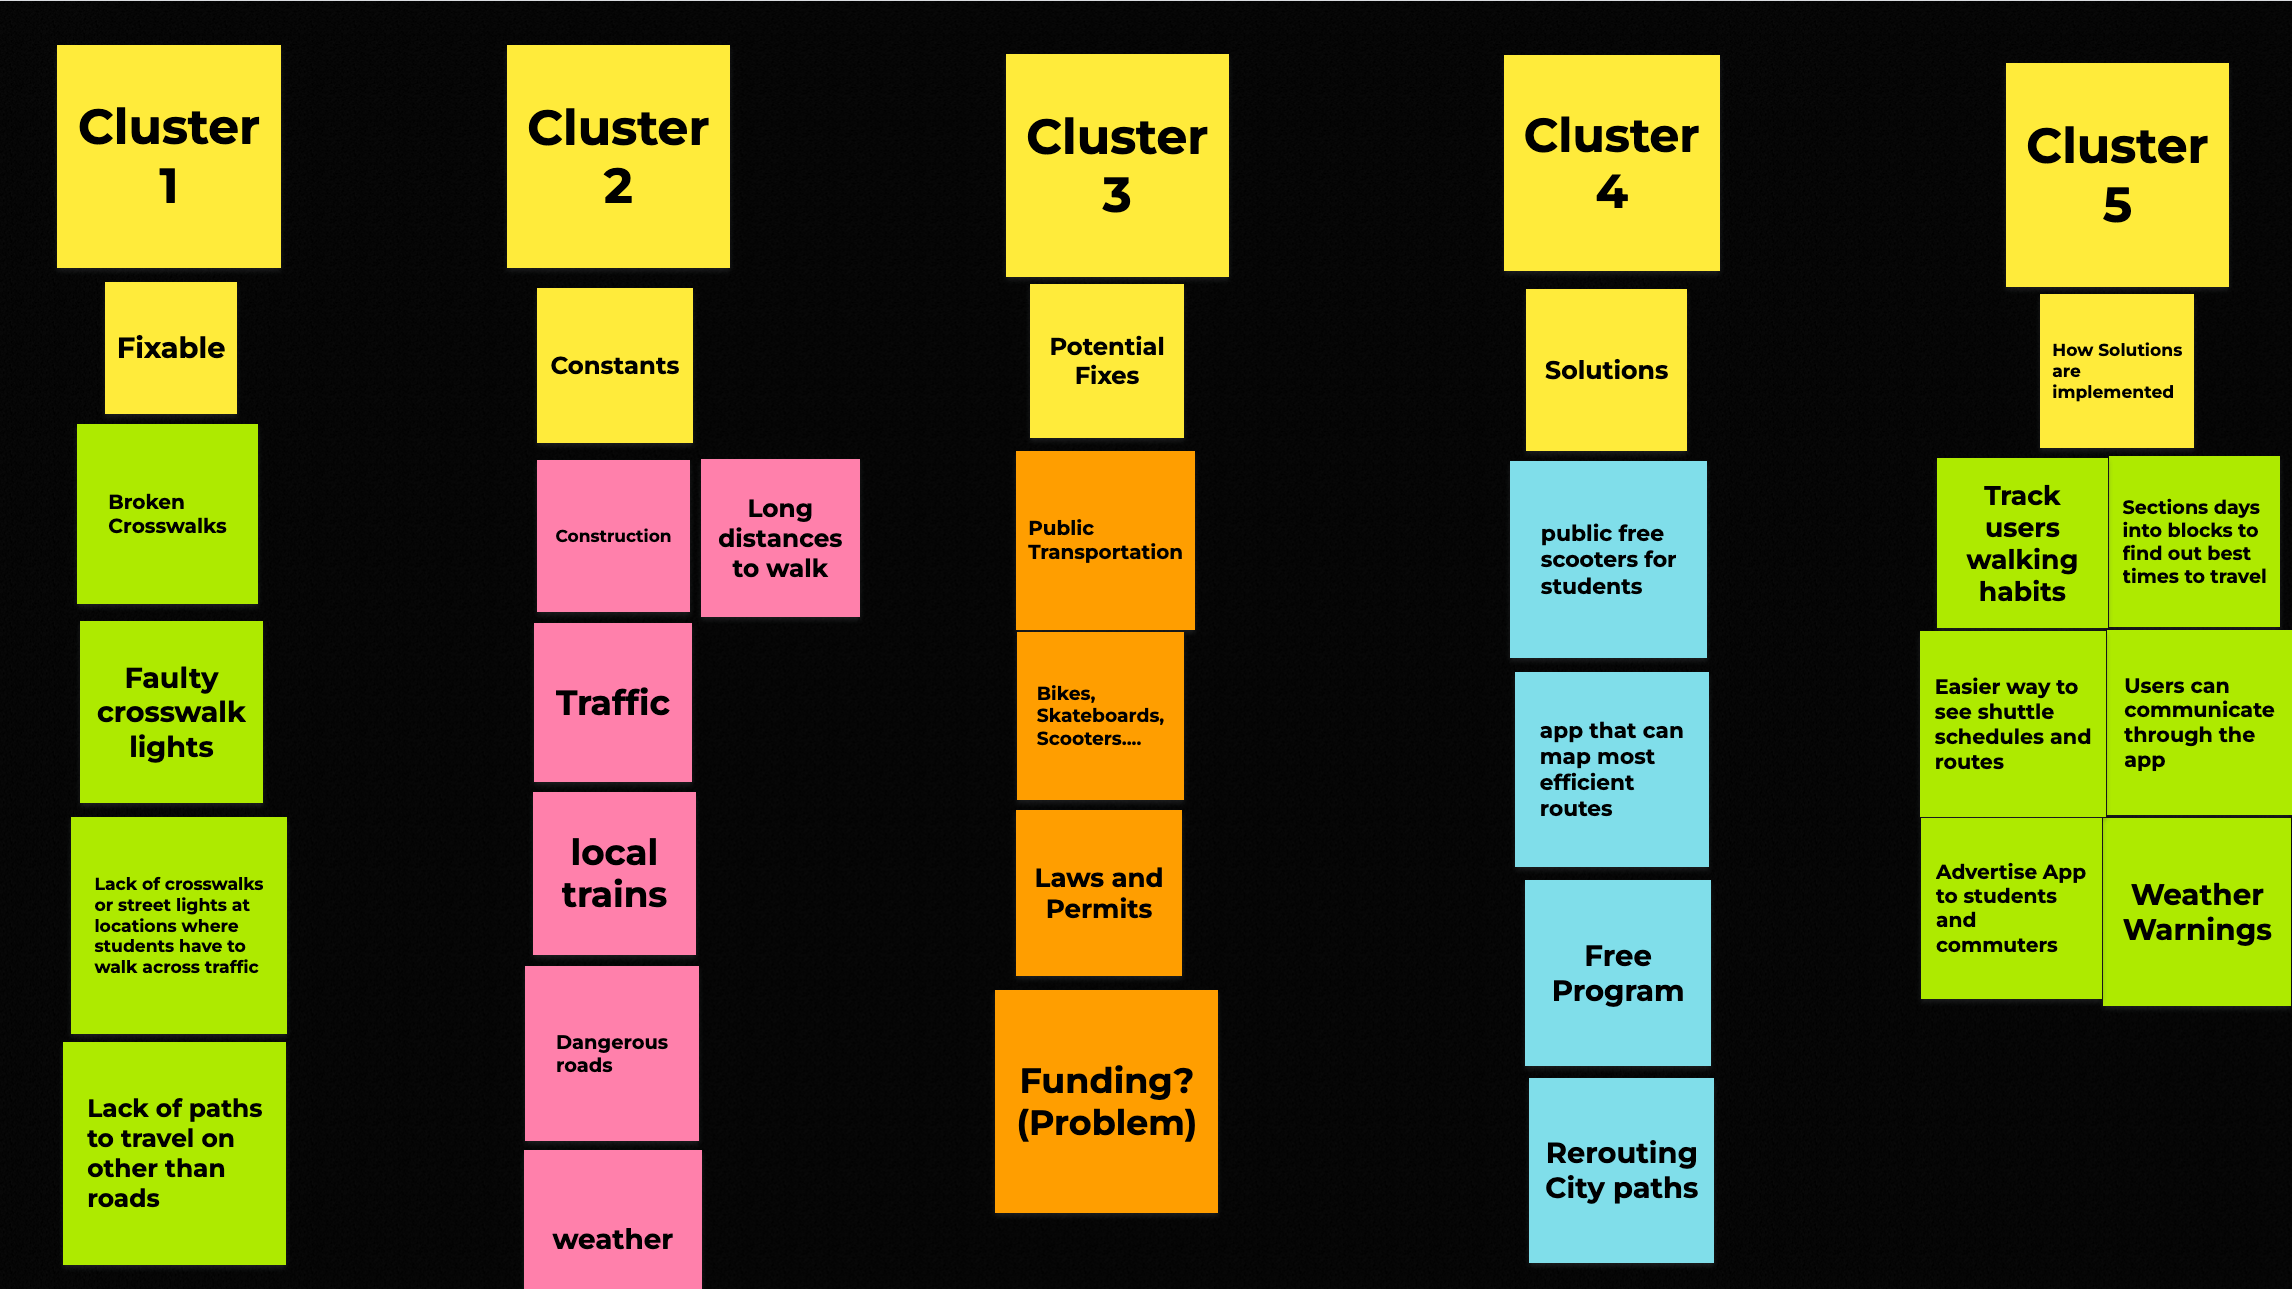 Cluster
1
Fixable
Broken
Crosswalks
Faulty
crosswalk
lights
Lack of crosswalks
or street lights at
locations where
students have to
walk across traffic
Lack of paths
to travel on
other than
roads
Cluster
2
Constants
Construction
Long
distances
to walk
Traffic
local
trains
Dangerous
roads
weather
Cluster
3
Potential
Fixes
Public
Transportation
Bikes,
Skateboards,
Scooters....
Laws and
Permits
Funding?
(Problem)
Cluster
4
Solutions
public free
scooters for
students
app that can
map most
efficient
routes
Free
Program
Rerouting
City paths
Cluster
5
How Solutions
are
implemented
Track
users
walking
habits
Sections days
into blocks to
find out best
times to travel
Easier way to
see shuttle
schedules and
routes
Users can
communicate
through the
app
Advertise App
to students
and
commuters
Weather
Warnings